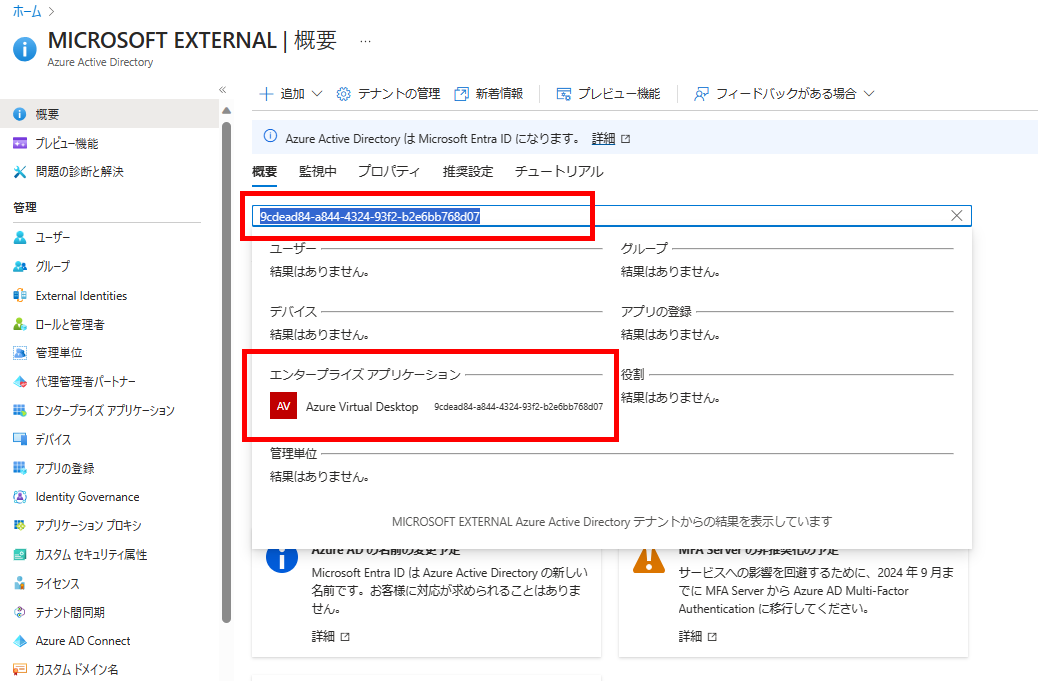 ホーム >
MICROSOFT EXTERNAL | 概要 ...
Azure Active Directory
概要
プレビュー機能
問題の診断と解決
管理
ユーザー
グループ
External Identities
ロールと管理者
管理単位
代理管理者パートナー
エンタープライズ アプリケーション
デバイス
アプリの登録
Identity Governance
アプリケーション プロキシ
カスタム セキュリティ属性
ライセンス
テナント間同期
Azure AD Connect
カスタム ドメイン名
追加 テナントの管理 新着情報 プレビュー機能 フィードバックがある場合
Azure Active Directory は Microsoft Entra ID になります。 詳細
概要 監視中 プロパティ 推奨設定 チュートリアル
9cdead84-a844-4324-93f2-b2e6bb768d07
ユーザー
結果はありません。
グループ
結果はありません。
デバイス
結果はありません。
アプリの登録
結果はありません。
エンタープライズ アプリケーション
AV Azure Virtual Desktop 9cdead84-a844-4324-93f2-b2e6bb768d07
役割
結果はありません。
管理単位
結果はありません。
MICROSOFT EXTERNAL Azure Active Directory テナントからの結果を表示しています
Azure AD の名前の変更予定
Microsoft Entra ID は Azure Active Directory の新しい
名前です。お客様に対応が求められることはありま
せん。
詳細
MFA Server の非推奨化の予定
サービスへの影響を回避するために、2024 年 9 月ま
でに MFA Server から Azure AD Multi-Factor
Authentication に移行してください。
詳細